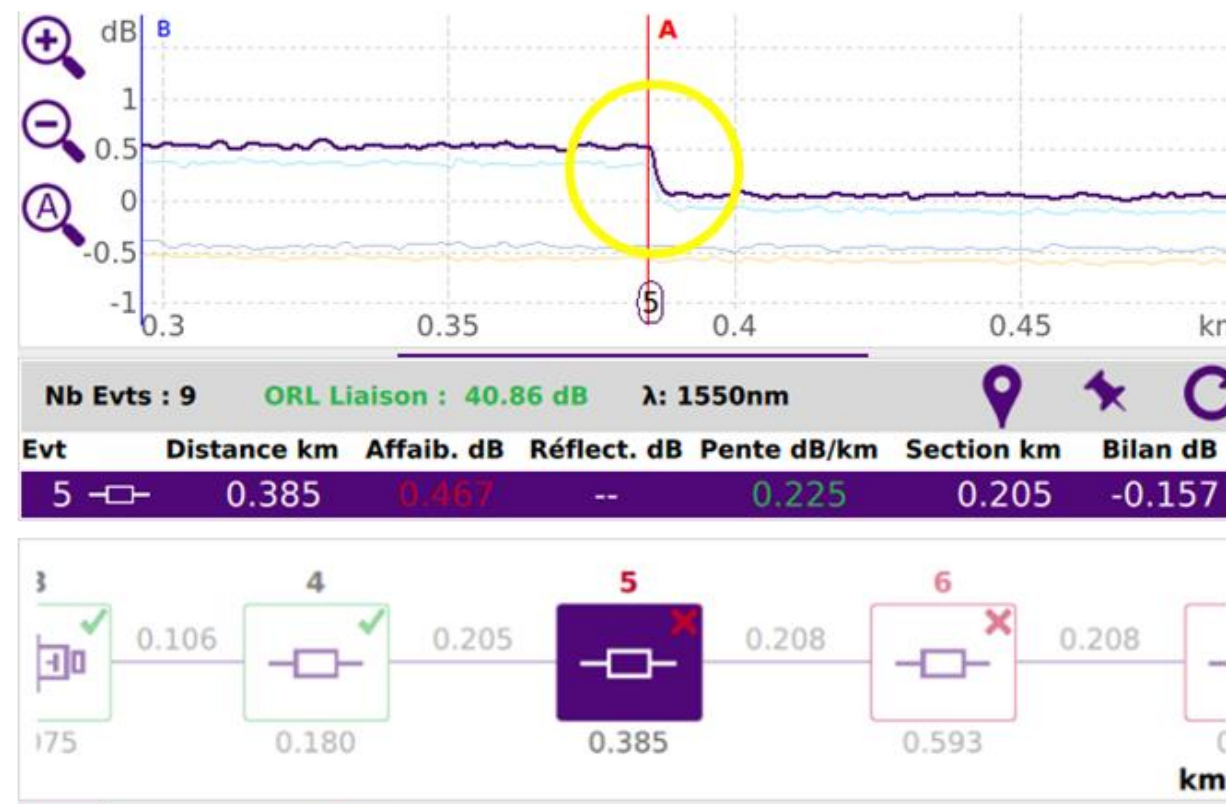 dB B A
1
0.5
0
-0.5
-1
A
5
0.3 0.35 0.4 0.45
Nb Evts : 9 ORL Liaison : 40.86 dB λ: 1550nm
Evt Distance km Affaib. dB Réflect. dB Pente dB/km Section km Bilan dB
5 0.385 0.467 -- 0.225 0.205 -0.157
4 5 6
0.106 0.205 0.208 0.208
0.180 0.385 0.593
km